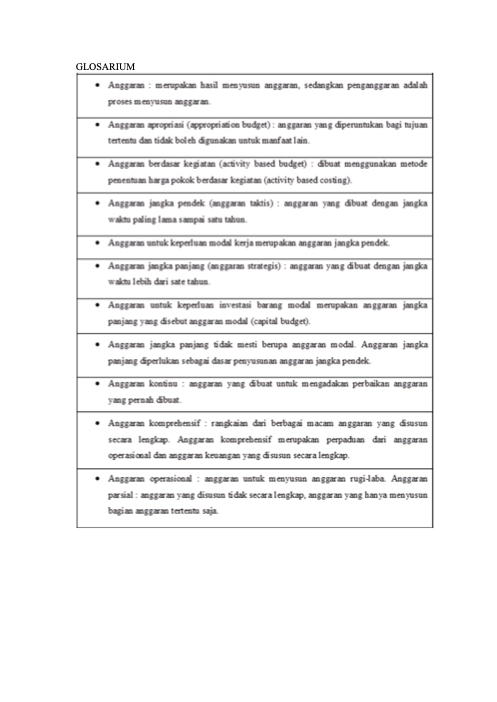 GLOSARIUM
• Anggaran : merupakan hasil menyusun anggaran, sedangkan penganggaran adalah
proses menyusun anggaran.
• Anggaran apropriasi (appropriation budget) : anggaran yang diperuntukan bagi tujuan
tertentu dan tidak boleh digunakan untuk manfaat lain.
• Anggaran berdasar kegiatan (activity based budget) : dibuat menggunakan metode
penentuan harga pokok berdasar kegiatan (activity based costing).
• Anggaran jangka pendek (anggaran taktis) : anggaran yang dibuat dengan jangka
waktu paling lama sampai satu tahun.
• Anggaran untuk keperluan modal kerja merupakan anggaran jangka pendek.
• Anggaran jangka panjang (anggaran strategis) : anggaran yang dibuat dengan jangka
waktu lebih dari sate tahun.
• Anggaran untuk keperluan investasi barang modal merupakan anggaran jangka
panjang yang disebut anggaran modal (capital budget).
• Anggaran jangka panjang tidak mesti berupa anggaran modal. Anggaran jangka
panjang diperlukan sebagai dasar penyusunan anggaran jangka pendek.
• Anggaran kontinu : anggaran yang dibuat untuk mengadakan perbaikan anggaran
yang pernah dibuat.
• Anggaran komprehensif : rangkaian dari berbagai macam anggaran yang disusun
secara lengkap. Anggaran komprehensif merupakan perpaduan dari anggaran
operasional dan anggaran keuangan yang disusun secara lengkap.
• Anggaran operasional : anggaran untuk menyusun anggaran rugi-laba. Anggaran
parsial : anggaran yang disusun tidak secara lengkap, anggaran yang hanya menyusun
bagian anggaran tertentu saja.